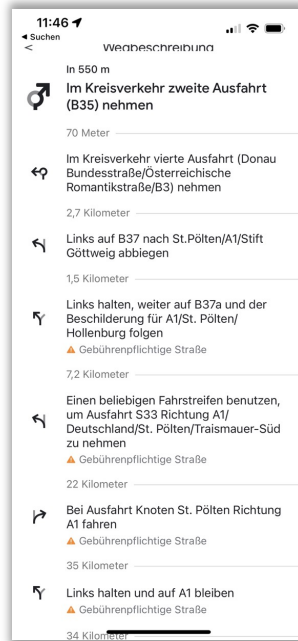 11:46
◀ Suchen
< Wegbeschreibung
In 550 m
Im Kreisverkehr zweite Ausfahrt
(B35) nehmen
70 Meter
Im Kreisverkehr vierte Ausfahrt (Donau
Bundesstraße/Österreichische
Romantikstraße/B3) nehmen
2,7 Kilometer
Links auf B37 nach St.Pölten/A1/Stift
Göttweig abbiegen
1,5 Kilometer
Links halten, weiter auf B37a und der
Beschilderung für A1/St. Pölten/
Hollenburg folgen
Gebührenpflichtige Straße
7,2 Kilometer
Einen beliebigen Fahrstreifen benutzen,
um Ausfahrt S33 Richtung A1/
Deutschland/St. Pölten/Traismauer-Süd
zu nehmen
Gebührenpflichtige Straße
22 Kilometer
Bei Ausfahrt Knoten St. Pölten Richtung
A1 fahren
Gebührenpflichtige Straße
35 Kilometer
Links halten und auf A1 bleiben
Gebührenpflichtige Straße
34 Kilometer